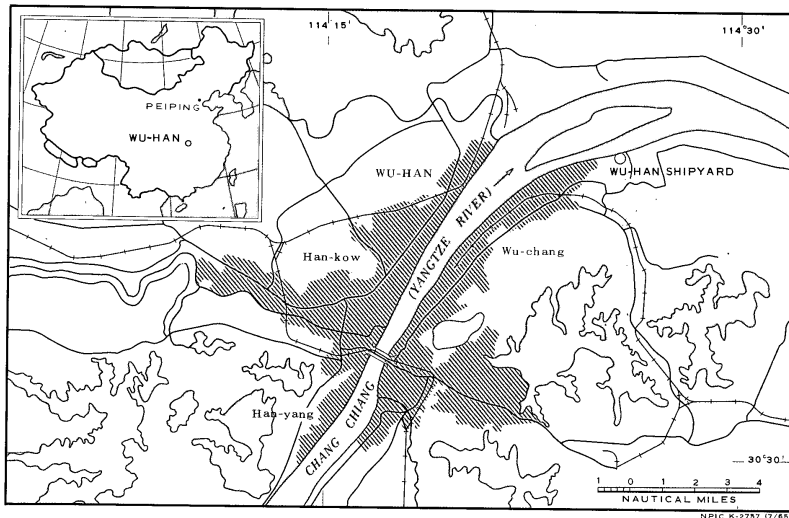 114°15'
114°30'
PEIPING
WU-HAN
WU-HAN
WU-HAN SHIPYARD
(YANGTZE RIVER)
Han-kow
Wu-chang
Han-yang
CHANG CHIANG
30°30'
1 0 1 2 3 4
NAUTICAL MILES
NPIC K-2757 (7/65)